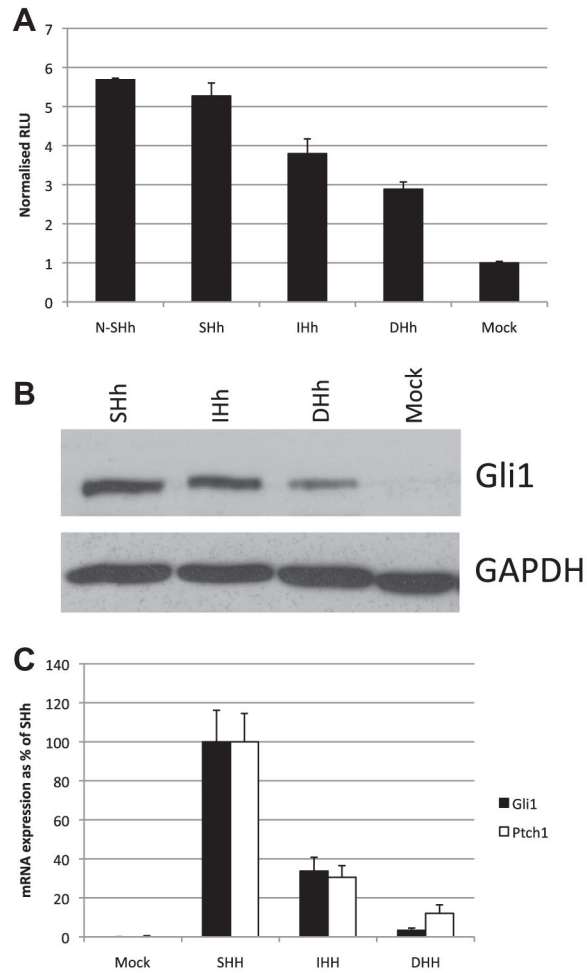 A
Normalised RLU
7
6
5
4
3
2
1
0
N-SHh SHh IHh DHh Mock
B
SHh IHh DHh Mock
Gli1
GAPDH
C
mRNA expression as % of SHh
140
120
100
80
60
40
20
0
Gli1
Ptch1
Mock SHH IHH DHH